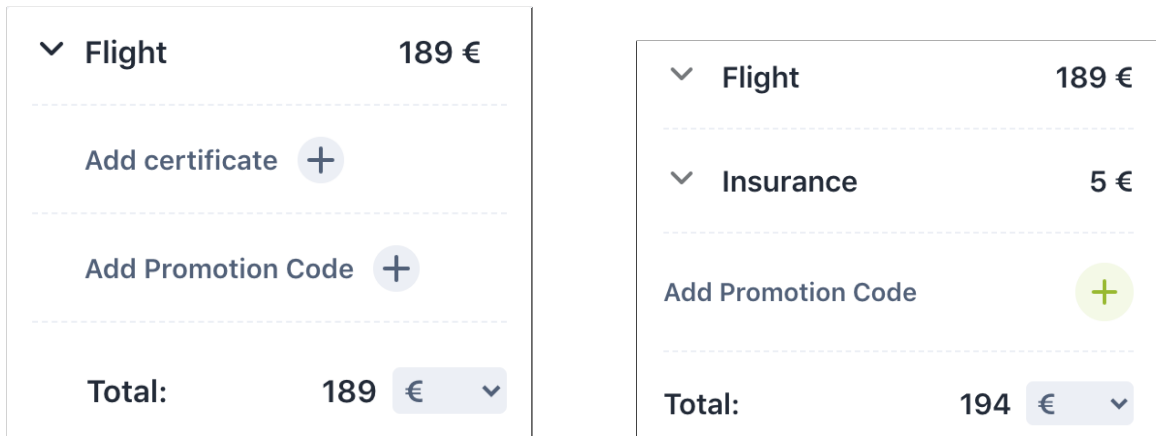 Flight 189 €
Add certificate +
Add Promotion Code +
Total: 189 €
Flight 189 €
Insurance 5 €
Add Promotion Code +
Total: 194 €